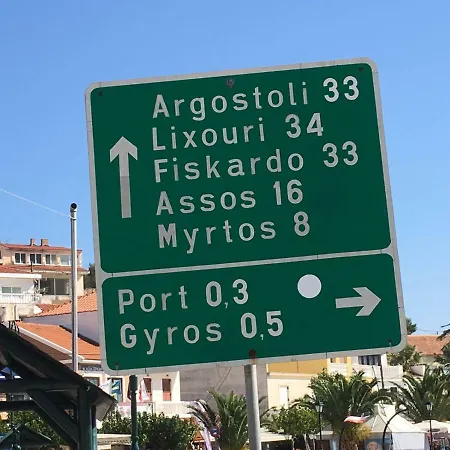 Argostoli 33
Lixouri 34
Fiskardo 33
Assos 16
Myrtos 8
Port 0,3
Gyros 0,5